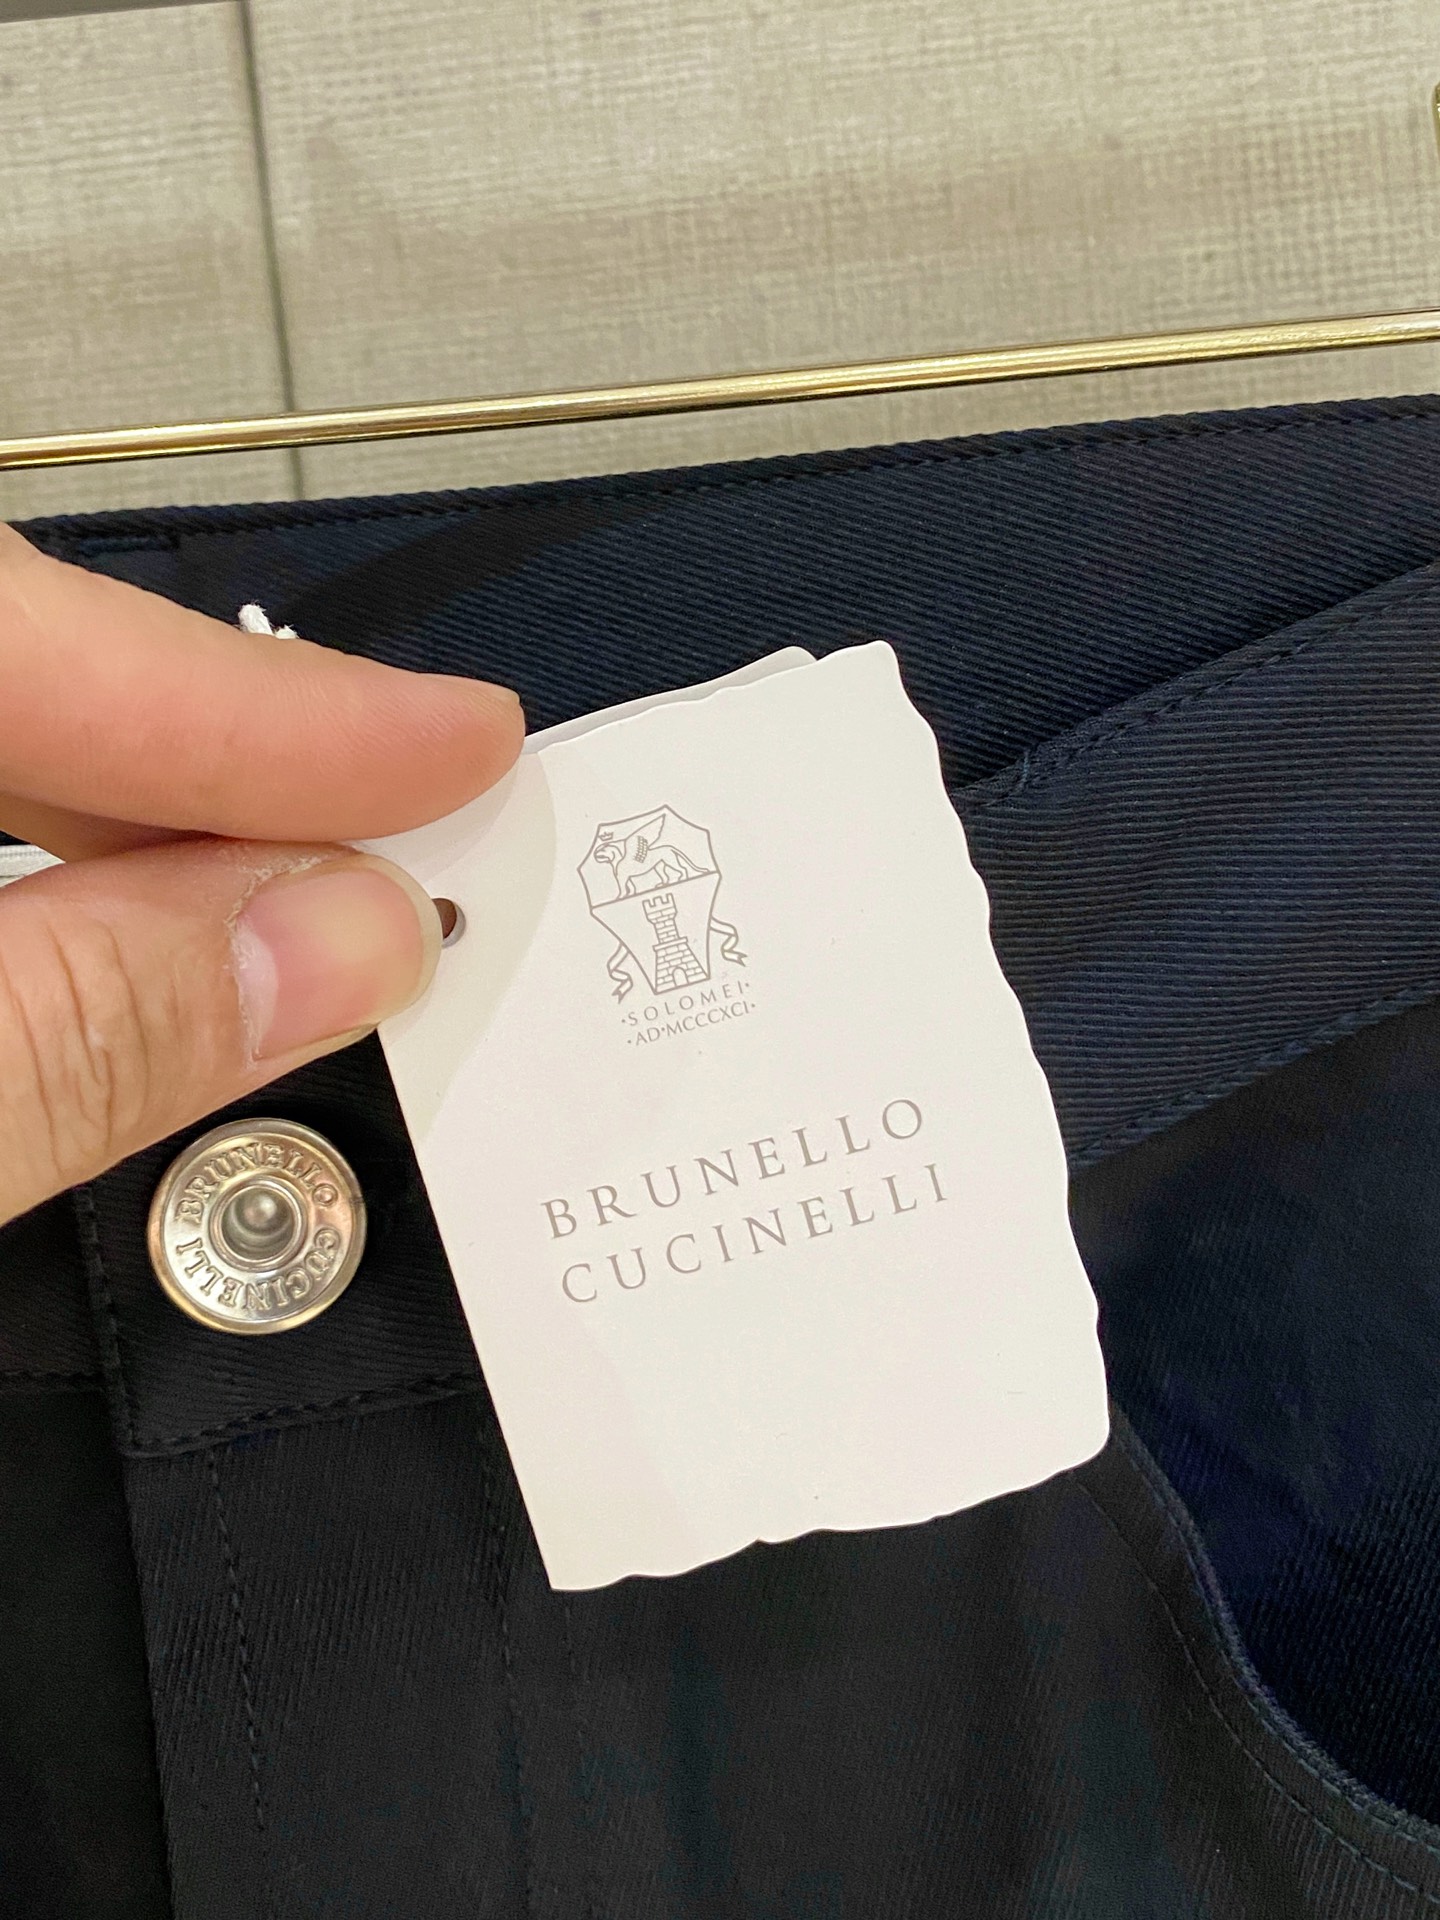 ·SOLOMEI·
·AD·MCCCXCI·
BRUNELLO
CUCINELLI
BRUNELLO CUCINELLI